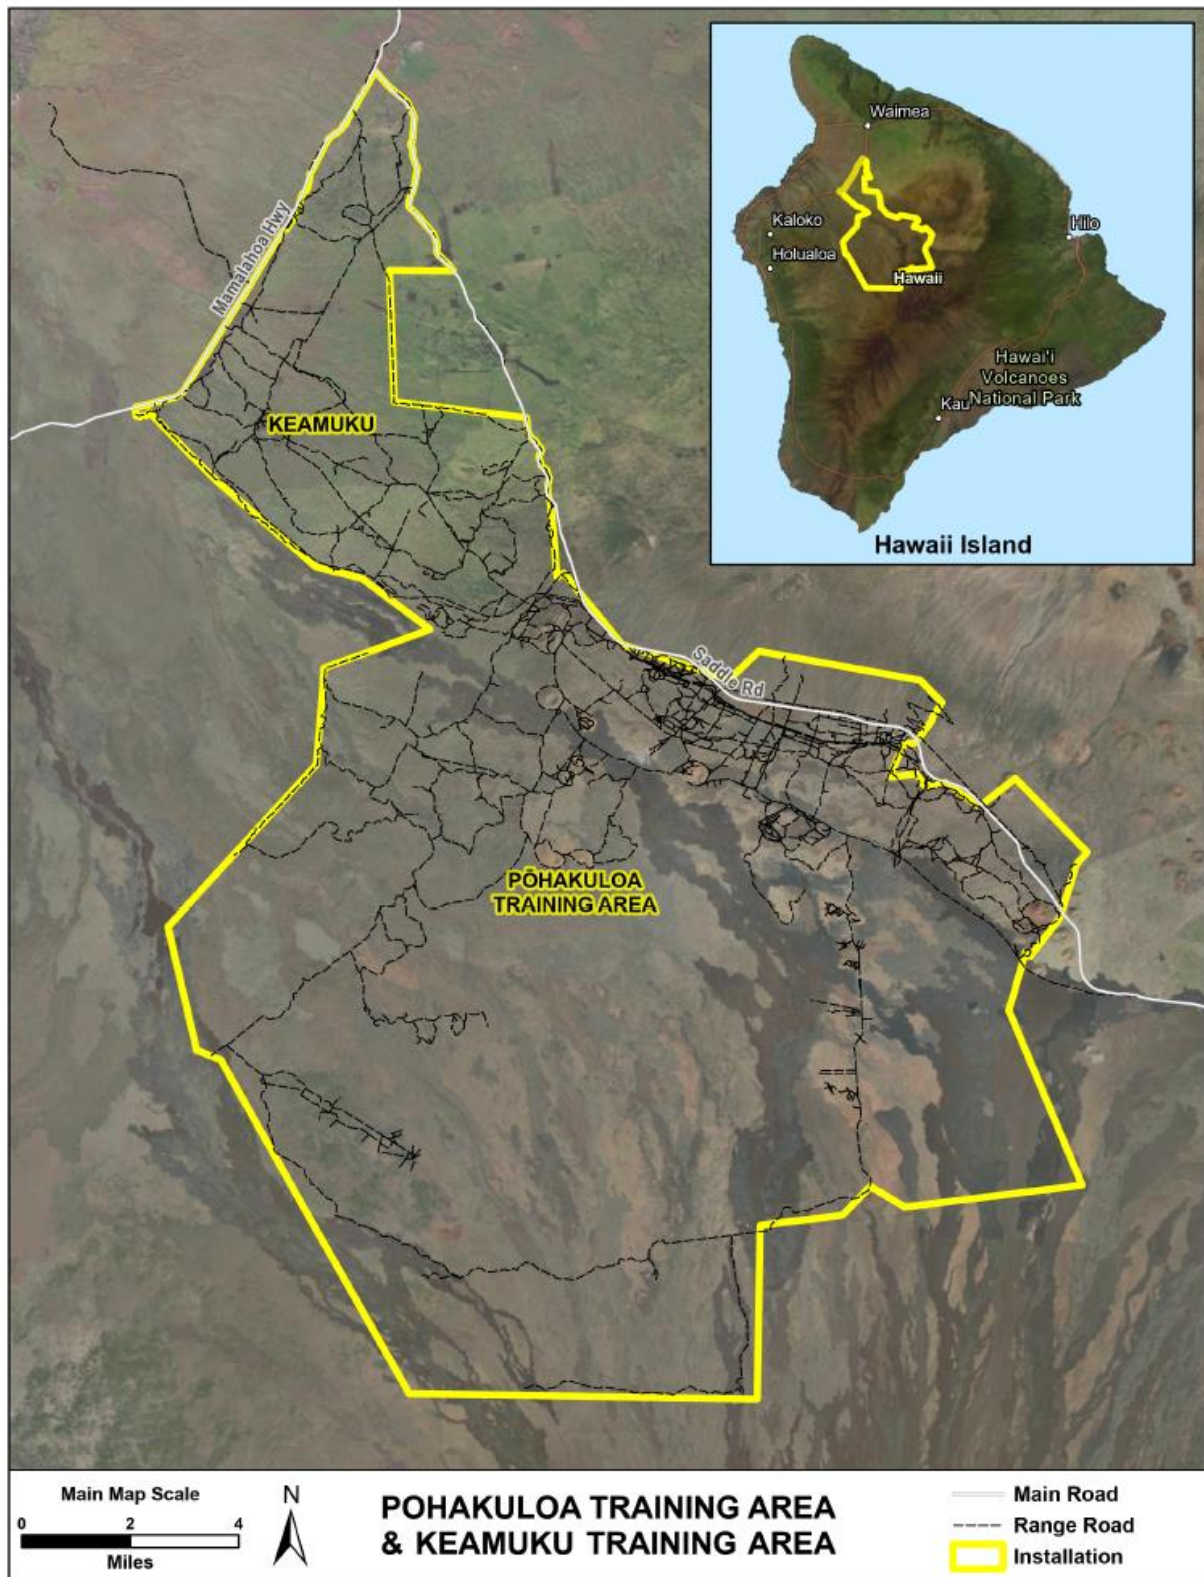 Waimea
Kaloko
Holualoa
Hilo
Hawaii
Hawai'i
Volcanoes
National Park
Kau
Hawaii Island
Mamalahoa Hwy
KEAMUKU
Saddle Rd
PŌHAKULOA
TRAINING AREA
Main Map Scale
0 2 4
Miles
N
POHAKULOA TRAINING AREA
& KEAMUKU TRAINING AREA
Main Road
Range Road
Installation